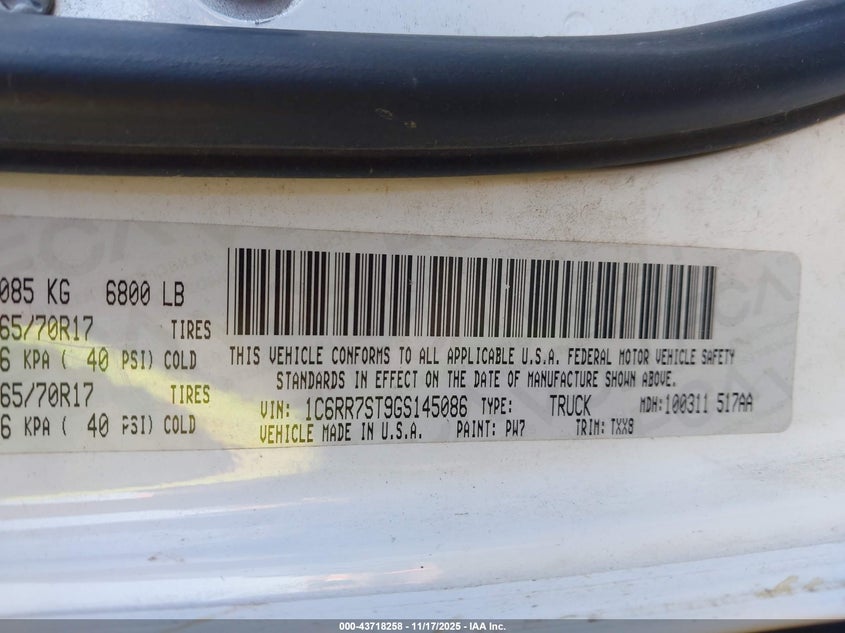 085 KG 6800 LB
65/70R17 TIRES
6 KPA ( 40 PSI) COLD
65/70R17 TIRES
6 KPA ( 40 PSI) COLD
THIS VEHICLE CONFORMS TO ALL APPLICABLE U.S.A. FEDERAL MOTOR VEHICLE SAFETY
STANDARDS IN EFFECT ON THE DATE OF MANUFACTURE SHOWN ABOVE.
VIN: 1C6RR7ST9GS145086 TYPE: TRUCK MDH:100311 517AA
VEHICLE MADE IN U.S.A. PAINT: PW7 TRIM: TXX8
000-43718258 - 11/17/2025 - IAA Inc.